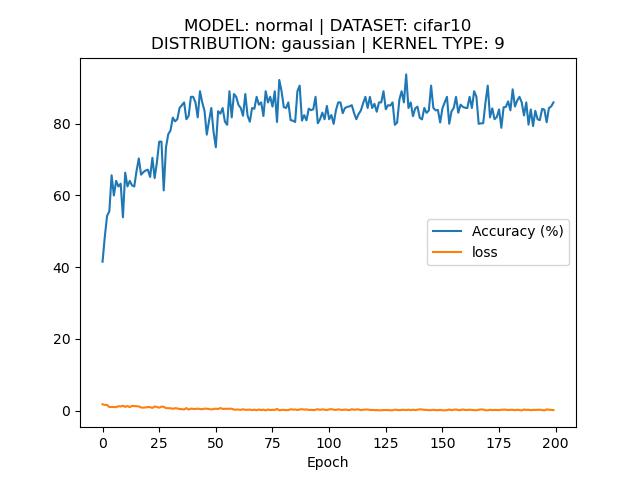 MODEL: normal | DATASET: cifar10
DISTRIBUTION: gaussian | KERNEL TYPE: 9
80
60
40
20
0
Accuracy (%)
loss
0 25 50 75 100 125 150 175 200
Epoch